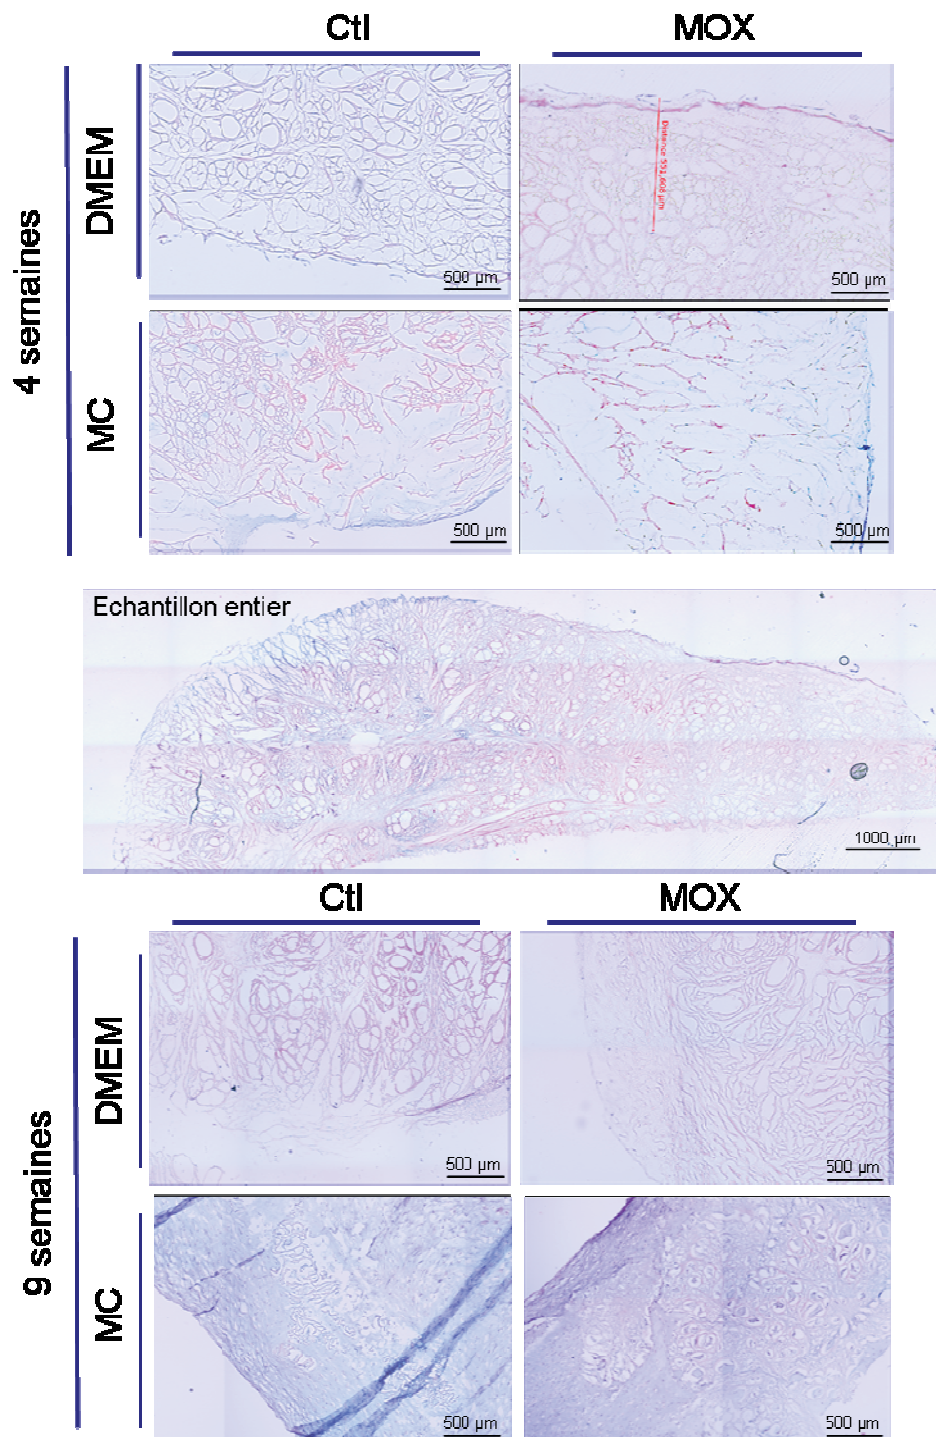 Ctl
MOX
4 semaines
DMEM
500 µm
500 µm
MC
500 µm
500 µm
Echantillon entier
1000 µm
Ctl
MOX
9 semaines
DMEM
500 µm
500 µm
MC
500 µm
500 µm